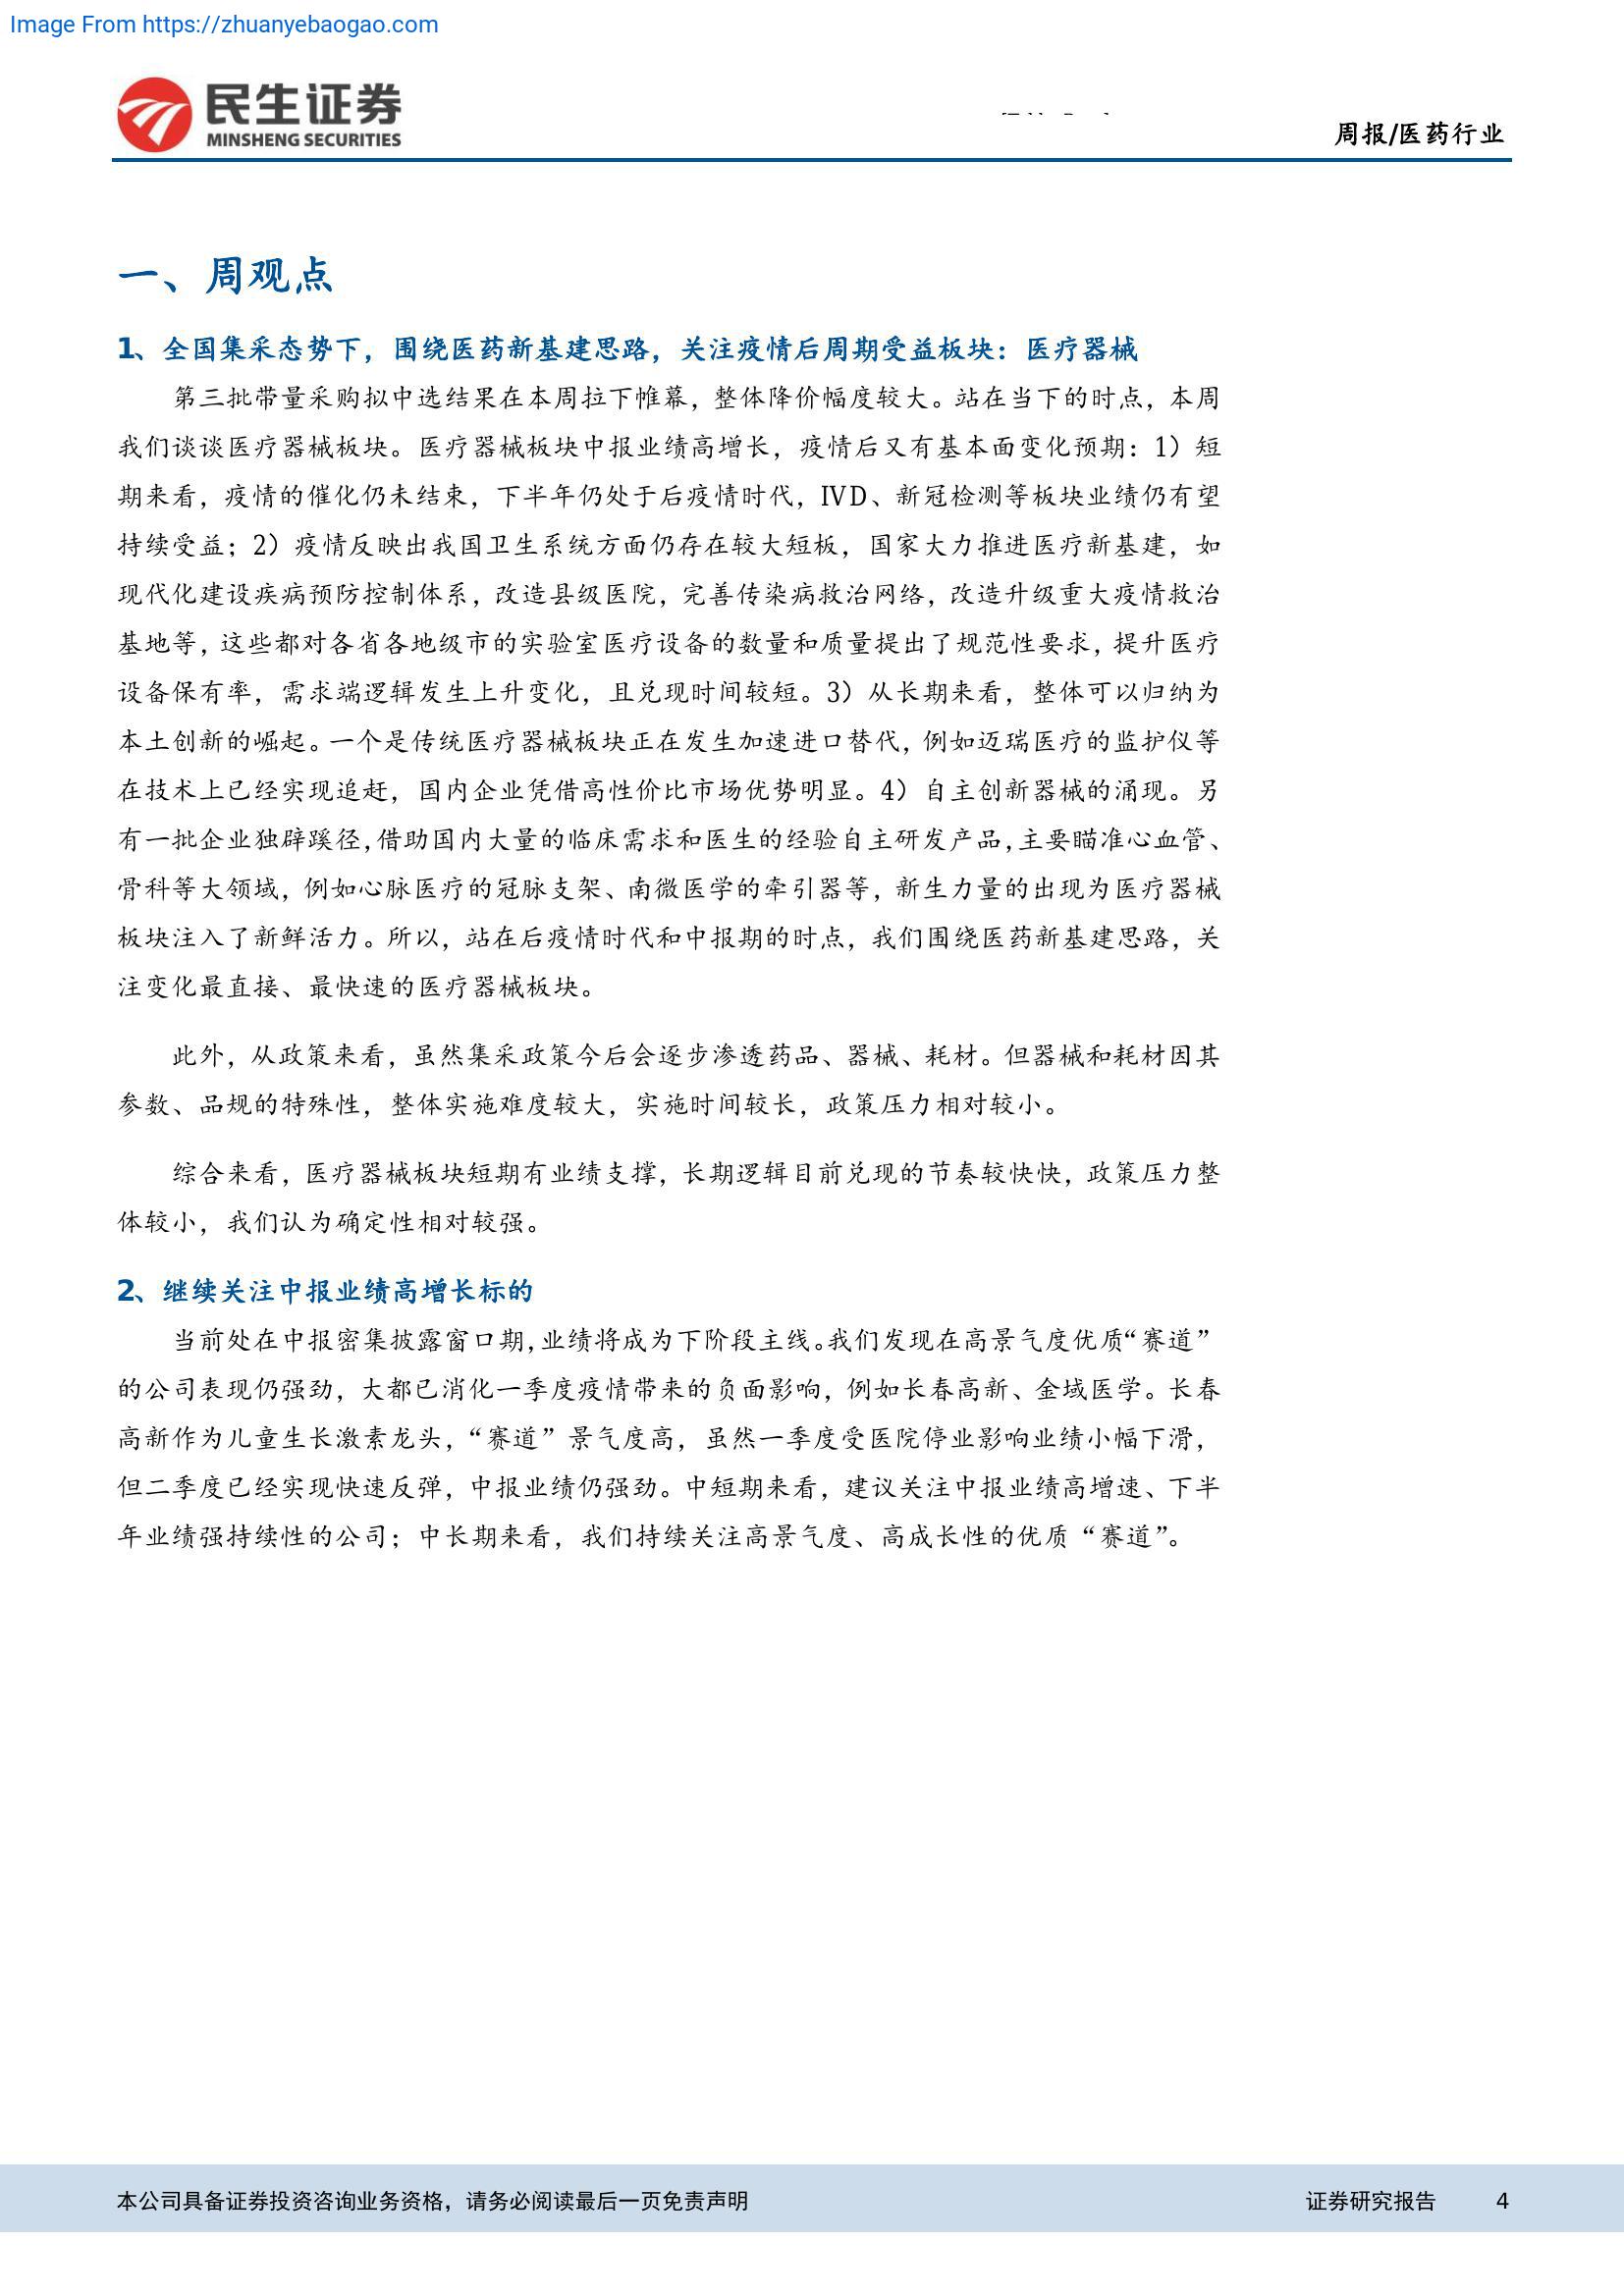 Image From https://zhuanyebaogao.com
民生证券
MINSHENG SECURITIES
周报/医药行业
一、周观点
1、全国集采态势下，围绕医药新基建思路，关注疫情后周期受益板块：医疗器械
第三批带量采购拟中选结果在本周拉下帷幕，整体降价幅度较大。站在当下的时点，本周
我们谈谈医疗器械板块。医疗器械板块中报业绩高增长，疫情后又有基本面变化预期：1）短
期来看，疫情的催化仍未结束，下半年仍处于后疫情时代，IVD、新冠检测等板块业绩仍有望
持续受益；2）疫情反映出我国卫生系统方面仍存在较大短板，国家大力推进医疗新基建，如
现代化建设疾病预防控制体系，改造县级医院，完善传染病救治网络，改造升级重大疫情救治
基地等，这些都对各省各地级市的实验室医疗设备的数量和质量提出了规范性要求，提升医疗
设备保有率，需求端逻辑发生上升变化，且兑现时间较短。3）从长期来看，整体可以归纳为
本土创新的崛起。一个是传统医疗器械板块正在发生加速进口替代，例如迈瑞医疗的监护仪等
在技术上已经实现追赶，国内企业凭借高性价比市场优势明显。4）自主创新器械的涌现。另
有一批企业独辟蹊径，借助国内大量的临床需求和医生的经验自主研发产品，主要瞄准心血管、
骨科等大领域，例如心脉医疗的冠脉支架、南微医学的牵引器等，新生力量的出现为医疗器械
板块注入了新鲜活力。所以，站在后疫情时代和中报期的时点，我们围绕医药新基建思路，关
注变化最直接、最快速的医疗器械板块。
此外，从政策来看，虽然集采政策今后会逐步渗透药品、器械、耗材。但器械和耗材因其
参数、品规的特殊性，整体实施难度较大，实施时间较长，政策压力相对较小。
综合来看，医疗器械板块短期有业绩支撑，长期逻辑目前兑现的节奏较快快，政策压力整
体较小，我们认为确定性相对较强。
2、继续关注中报业绩高增长标的
当前处在中报密集披露窗口期，业绩将成为下阶段主线。我们发现在高景气度优质“赛道”
的公司表现仍强劲，大都已消化一季度疫情带来的负面影响，例如长春高新、金域医学。长春
高新作为儿童生长激素龙头，“赛道”景气度高，虽然一季度受医院停业影响业绩小幅下滑，
但二季度已经实现快速反弹，中报业绩仍强劲。中短期来看，建议关注中报业绩高增速、下半
年业绩强持续性的公司；中长期来看，我们持续关注高景气度、高成长性的优质“赛道”。
本公司具备证券投资咨询业务资格，请务必阅读最后一页免责声明
证券研究报告 4